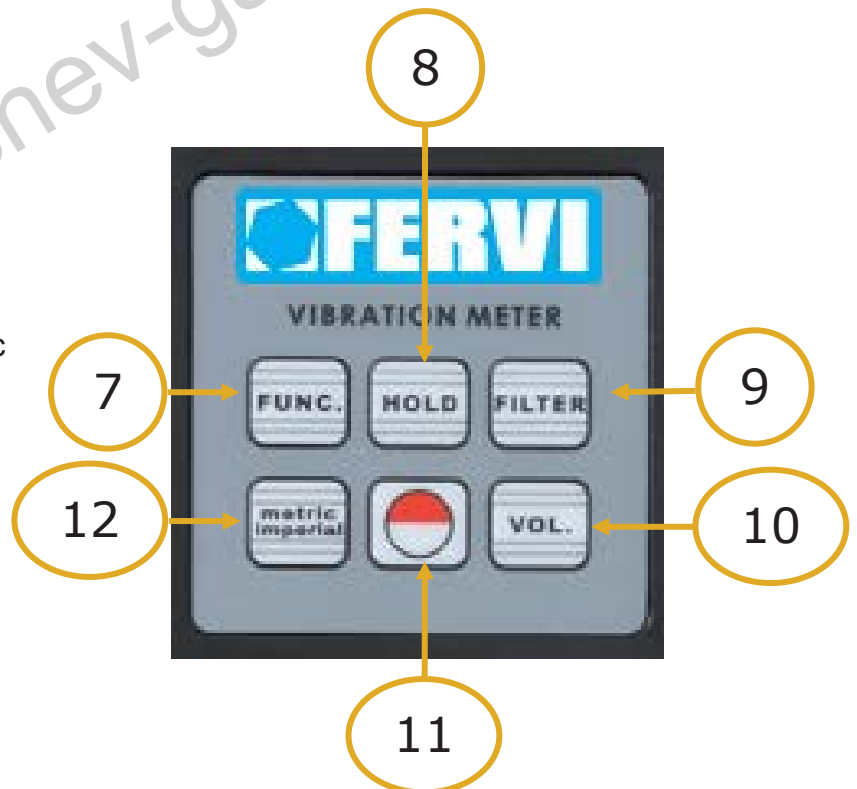 8
FERVI
VIBRATION METER
c
7
FUNC.
HOLD
FILTER
9
12
metric
imperial
VOL.
10
11